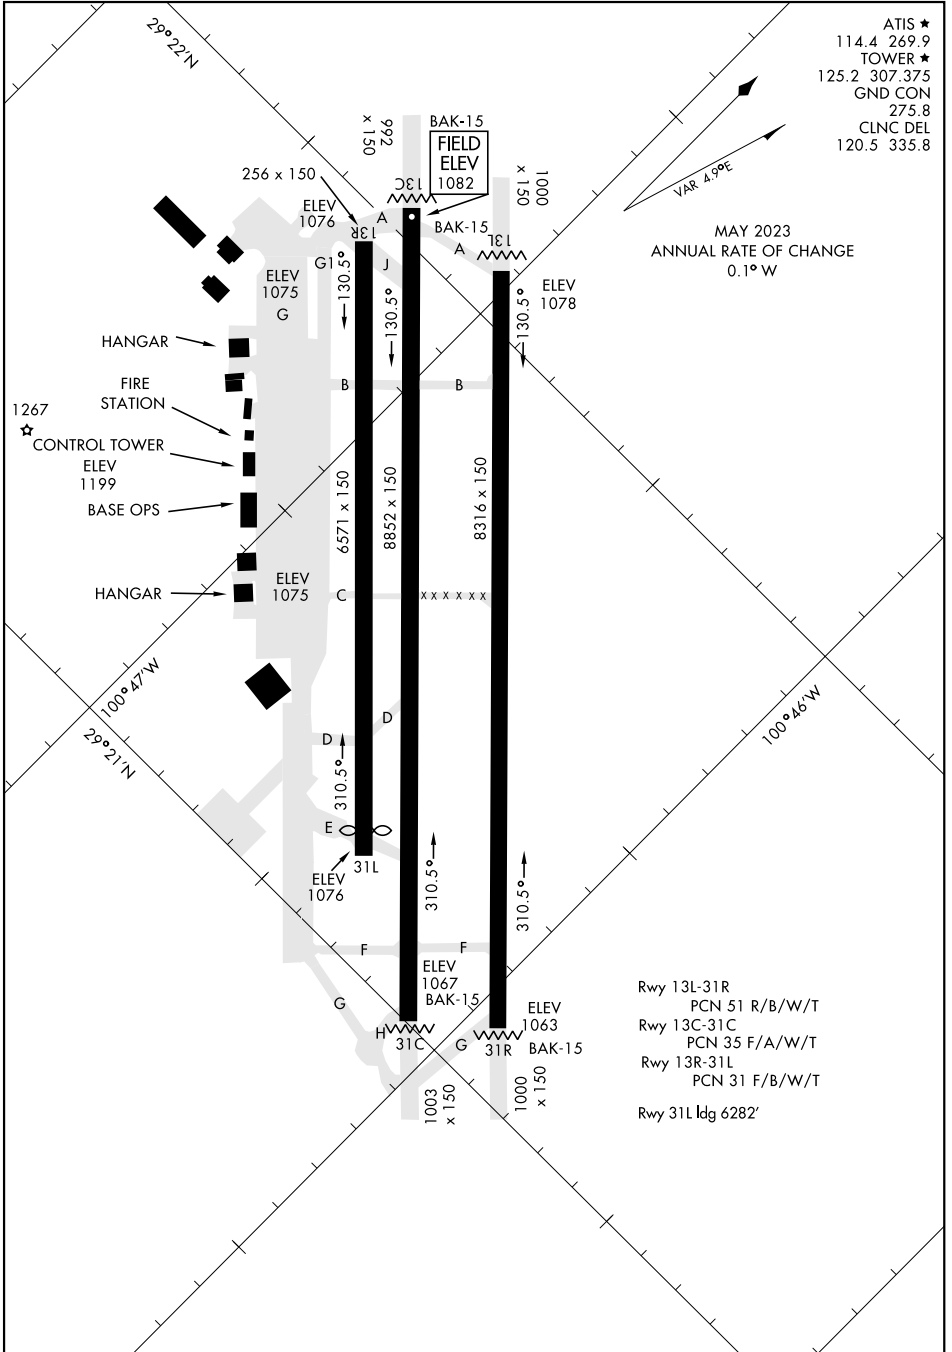 29°22'N
ATIS ★
114.4 269.9
TOWER ★
125.2 307.375
GND CON
275.8
CLNC DEL
120.5 335.8
VAR 4.9°E
MAY 2023
ANNUAL RATE OF CHANGE
0.1° W
992
x 150
BAK-15
FIELD
ELEV
1082
1000
x 150
256 x 150
ELEV
1076
13R
13C
13L
A
BAK-15
A
G1
J
130.5°
130.5°
130.5°
ELEV
1075
G
ELEV
1078
HANGAR
FIRE
STATION
B
B
1267
CONTROL TOWER
ELEV
1199
BASE OPS
6571 x 150
8852 x 150
8316 x 150
HANGAR
ELEV
1075
C
X X X X X X
100°47'W
29°21'N
100°46'W
D
D
310.5°
E
31L
ELEV
1076
310.5°
310.5°
F
F
G
ELEV
1067
BAK-15
H
31C
G
ELEV
1063
31R
BAK-15
1003
x 150
1000
x 150
Rwy 13L-31R
PCN 51 R/B/W/T
Rwy 13C-31C
PCN 35 F/A/W/T
Rwy 13R-31L
PCN 31 F/B/W/T
Rwy 31L ldg 6282'